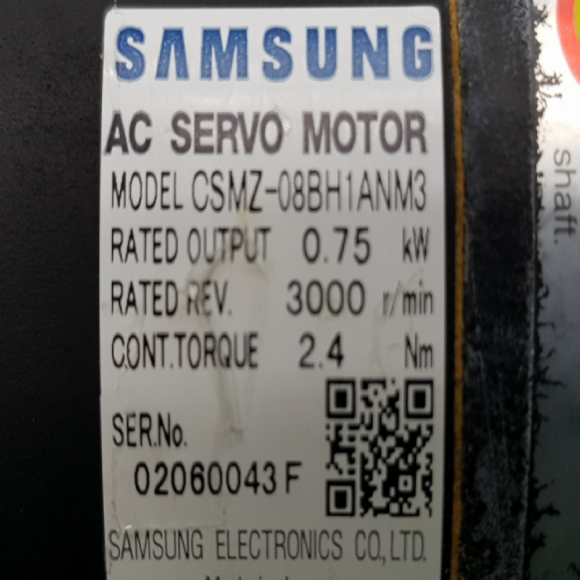 SAMSUNG
AC SERVO MOTOR
MODEL CSMZ-08BH1ANM3
RATED OUTPUT 0.75 kW
RATED REV. 3000 r/min
CONT.TORQUE 2.4 Nm
SER.No.
02060043F
SAMSUNG ELECTRONICS CO.,LTD.
shaft.